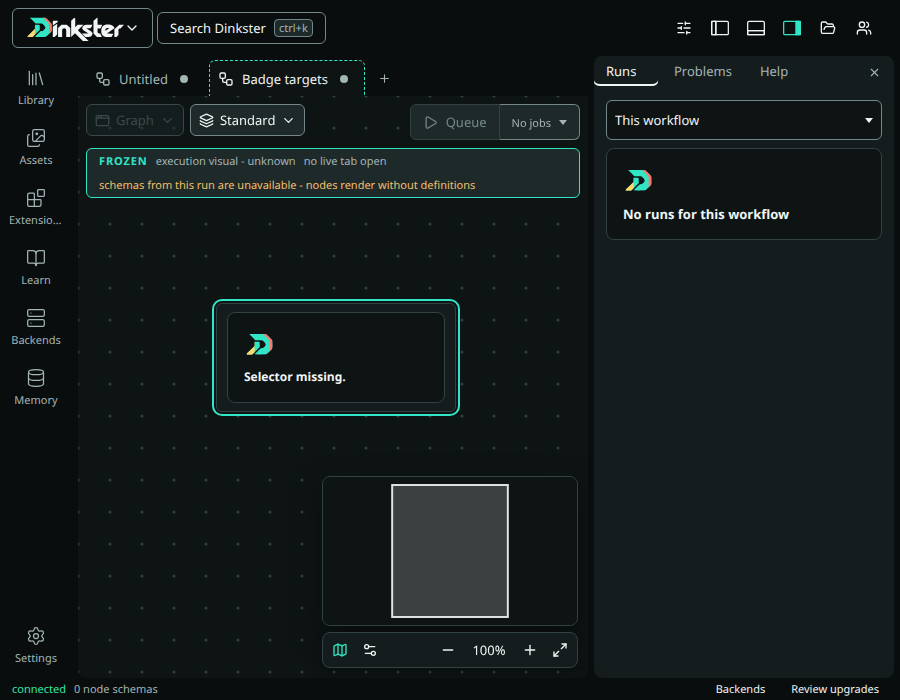 Dinkster
Search Dinkster ctrl+k
Library
Assets
Extensio...
Learn
Backends
Memory
Settings
Untitled
Badge targets
Graph
Standard
Queue
No jobs
FROZEN execution visual - unknown no live tab open
schemas from this run are unavailable - nodes render without definitions
Selector missing.
100%
Runs
Problems
Help
This workflow
No runs for this workflow
connected 0 node schemas
Backends
Review upgrades